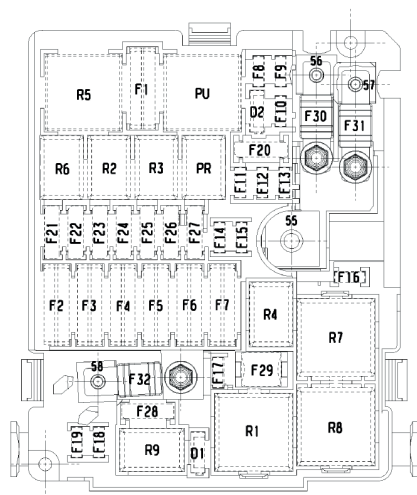 56
F8 F9
57
R5 F1 PU
D2 F10 F30 F31
F20
R6 R2 R3 PR
F11 F12 F13
F21 F22 F23 F24 F25 F26 F27 F14 F15 55
F16
F2 F3 F4 F5 F6 F7 R4 R7
58 F32 F17 F29
F28
F19 F18 R9 D1 R1 R8